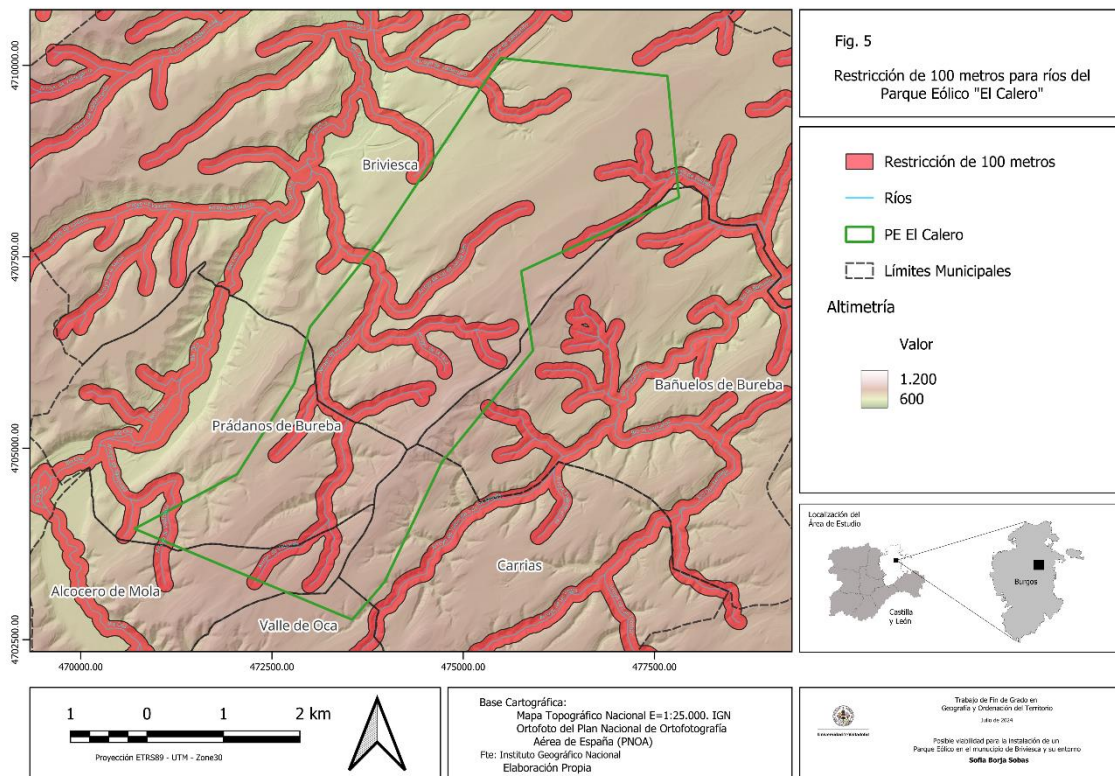 Fig. 5
Restricción de 100 metros para ríos del
Parque Eólico "El Calero"
Restricción de 100 metros
Ríos
PE El Calero
Límites Municipales
Altimetría
Valor
1.200
600
Localización del
Área de Estudio
Castilla
y León
Burgos
4710000.00
4707500.00
4705000.00
4702500.00
470000.00
472500.00
475000.00
477500.00
Briviesca
Bañuelos de Bureba
Prádanos de Bureba
Carrias
Alcocero de Mola
Valle de Oca
1 0 1 2 km
Proyección ETRS89 - UTM - Zone30
Base Cartográfica:
Mapa Topográfico Nacional E=1:25.000. IGN
Ortofoto del Plan Nacional de Ortofotografía
Aérea de España (PNOA)
Fte: Instituto Geográfico Nacional
Elaboración Propia
Universidad de Valladolid
Trabajo de Fin de Grado en
Geografía y Ordenación del Territorio
Julio de 2024
Posible viabilidad para la instalación de un
Parque Eólico en el municipio de Briviesca y su entorno
Sofía Borja Sobas